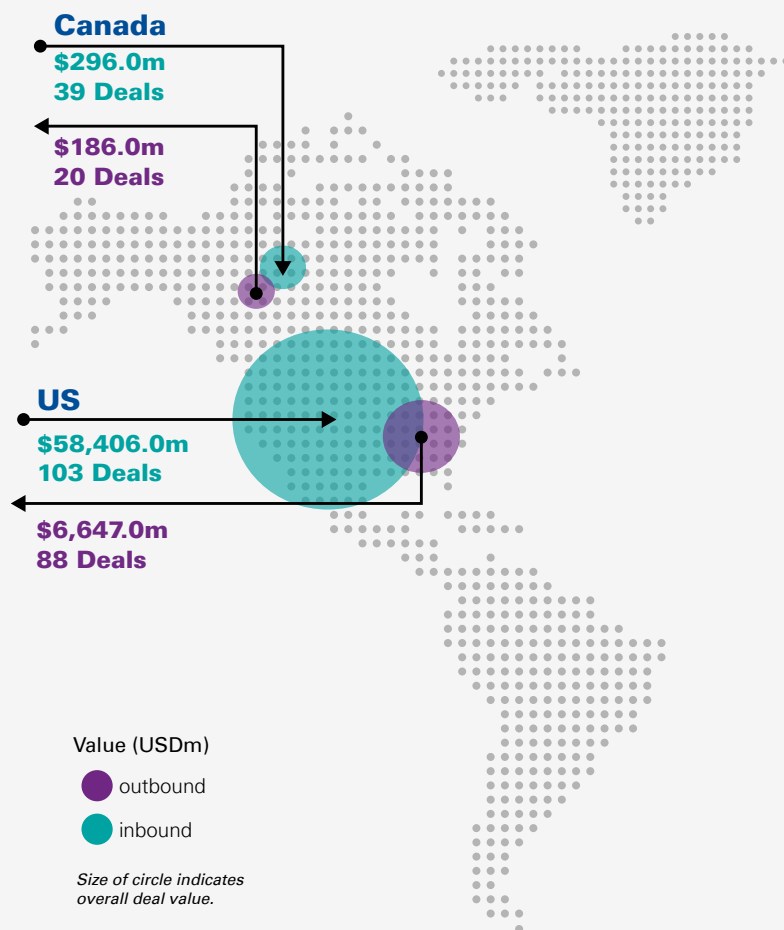 Canada
$296.0m
39 Deals
$186.0m
20 Deals
US
$58,406.0m
103 Deals
$6,647.0m
88 Deals
Value (USDm)
outbound
inbound
Size of circle indicates
overall deal value.